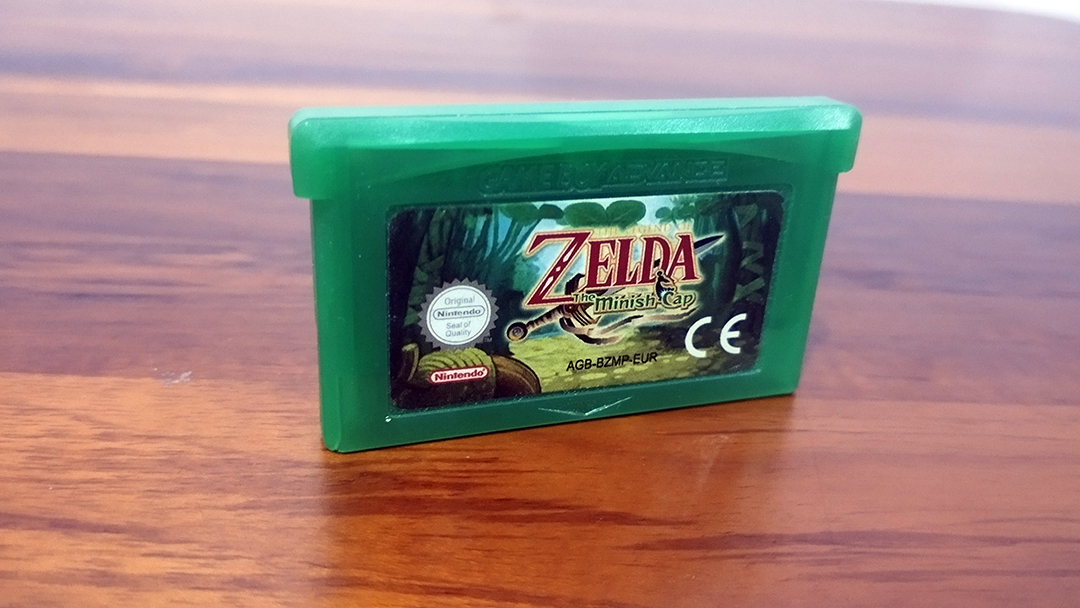 GAME BOY ADVANCE
THE LEGEND OF
ZELDA
The Minish Cap
Original
Nintendo
Seal of
Quality
TM
CE
AGB-BZMP-EUR
Nintendo®